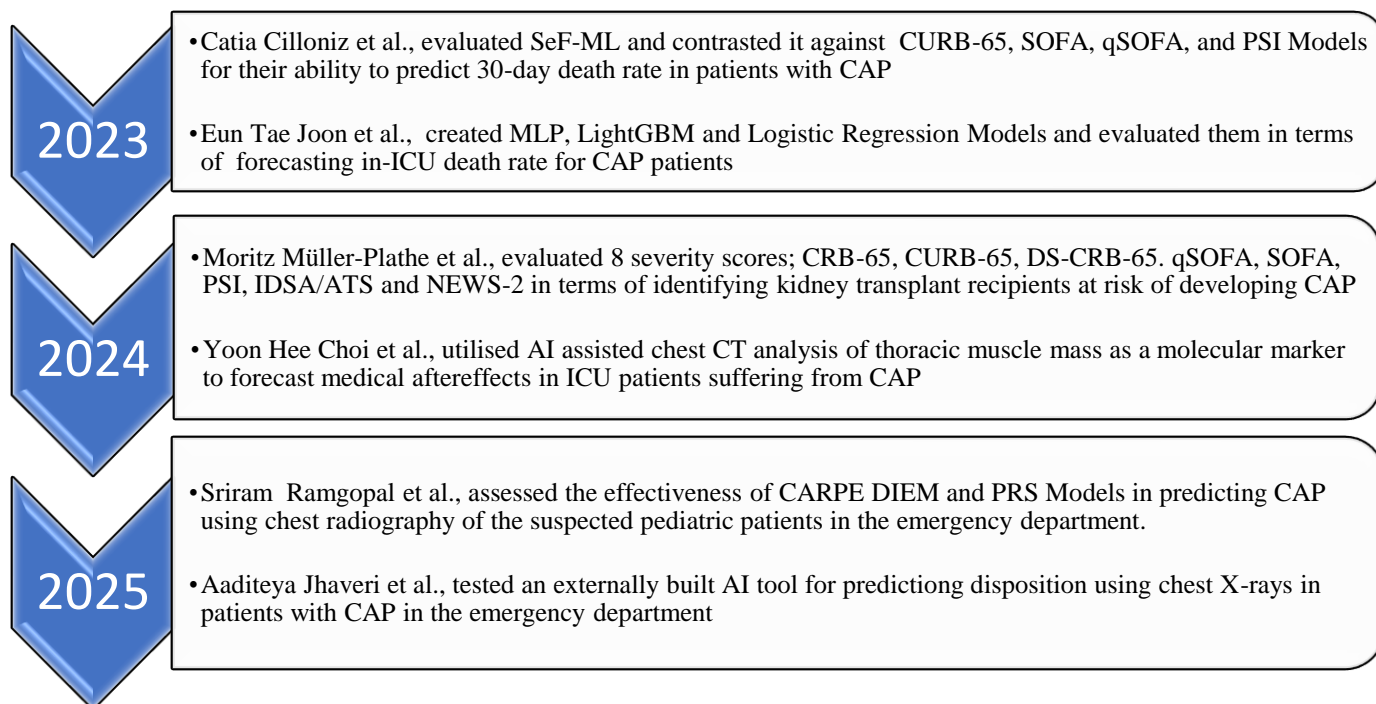 2023
•Catia Cilloniz et al., evaluated SeF-ML and contrasted it against CURB-65, SOFA, qSOFA, and PSI Models
for their ability to predict 30-day death rate in patients with CAP
•Eun Tae Joon et al., created MLP, LightGBM and Logistic Regression Models and evaluated them in terms
of forecasting in-ICU death rate for CAP patients
2024
•Moritz Müller-Plathe et al., evaluated 8 severity scores; CRB-65, CURB-65, DS-CRB-65. qSOFA, SOFA,
PSI, IDSA/ATS and NEWS-2 in terms of identifying kidney transplant recipients at risk of developing CAP
•Yoon Hee Choi et al., utilised AI assisted chest CT analysis of thoracic muscle mass as a molecular marker
to forecast medical aftereffects in ICU patients suffering from CAP
2025
•Sriram Ramgopal et al., assessed the effectiveness of CARPE DIEM and PRS Models in predicting CAP
using chest radiography of the suspected pediatric patients in the emergency department.
•Aaditeya Jhaveri et al., tested an externally built AI tool for predictiong disposition using chest X-rays in
patients with CAP in the emergency department